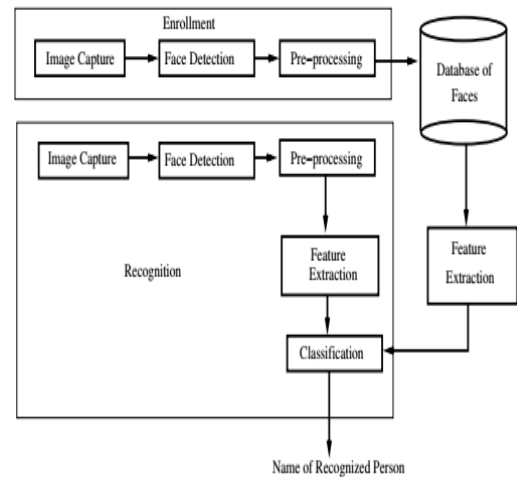 Enrollment
Image Capture
Face Detection
Pre-processing
Database of
Faces
Image Capture
Face Detection
Pre-processing
Recognition
Feature
Extraction
Feature
Extraction
Classification
Name of Recognized Person